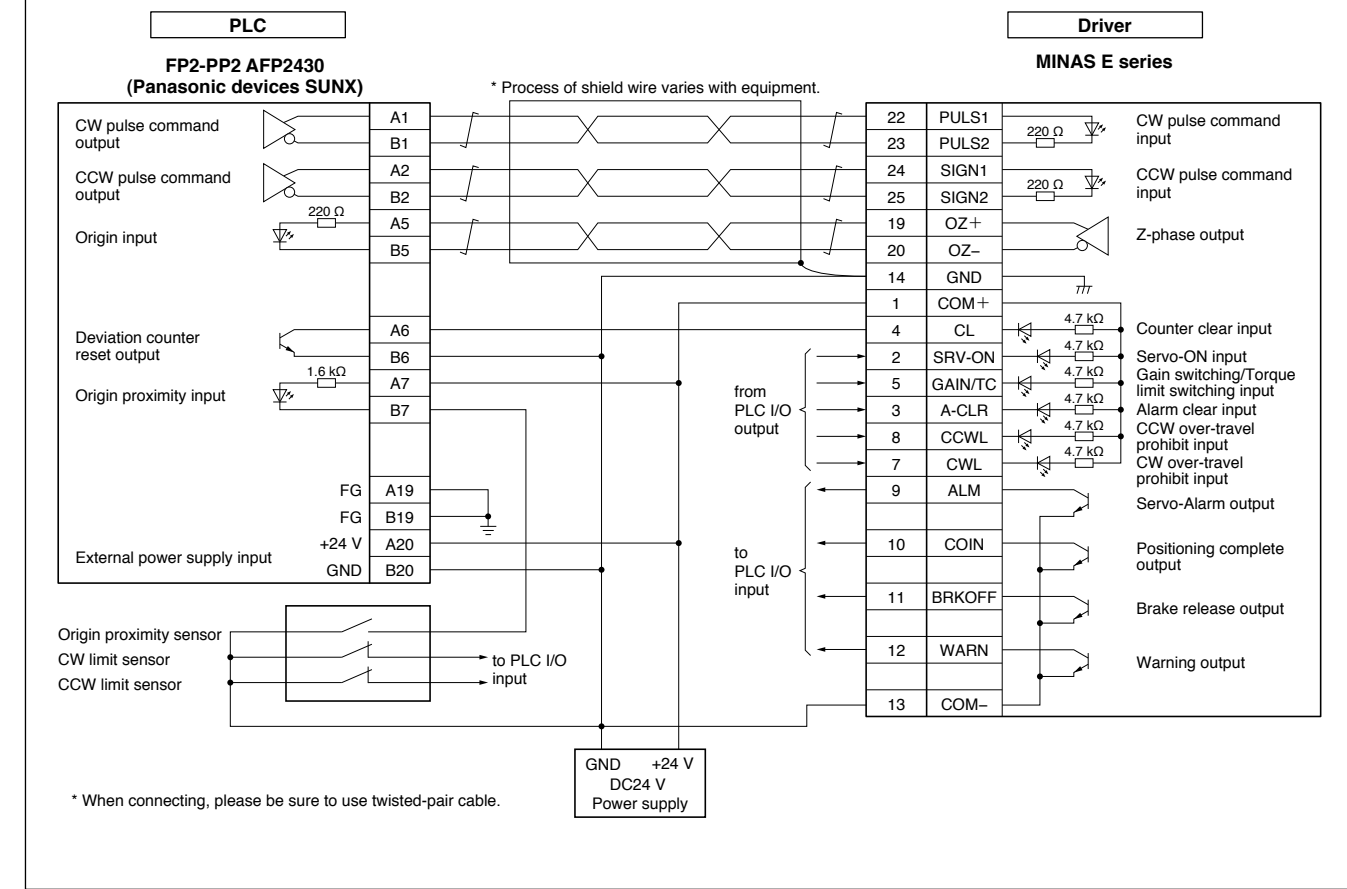 PLC
Driver
FP2-PP2 AFP2430
(Panasonic devices SUNX)
MINAS E series
* Process of shield wire varies with equipment.
CW pulse command
output
A1
B1
22 PULS1
23 PULS2
220 Ω
CW pulse command
input
CCW pulse command
output
A2
B2
24 SIGN1
25 SIGN2
220 Ω
CCW pulse command
input
Origin input
220 Ω
A5
B5
19 OZ+
20 OZ−
Z-phase output
14 GND
1 COM+
Deviation counter
reset output
A6
B6
4 CL
4.7 kΩ
Counter clear input
2 SRV-ON
4.7 kΩ
Servo-ON input
Origin proximity input
1.6 kΩ
A7
B7
from
PLC I/O
output
5 GAIN/TC
4.7 kΩ
Gain switching/Torque
limit switching input
3 A-CLR
4.7 kΩ
Alarm clear input
8 CCWL
4.7 kΩ
CCW over-travel
prohibit input
7 CWL
4.7 kΩ
CW over-travel
prohibit input
FG A19
FG B19
+24 V A20
External power supply input
GND B20
to
PLC I/O
input
9 ALM
Servo-Alarm output
10 COIN
Positioning complete
output
11 BRKOFF
Brake release output
12 WARN
Warning output
13 COM−
Origin proximity sensor
CW limit sensor
CCW limit sensor
to PLC I/O
input
GND +24 V
DC24 V
Power supply
* When connecting, please be sure to use twisted-pair cable.